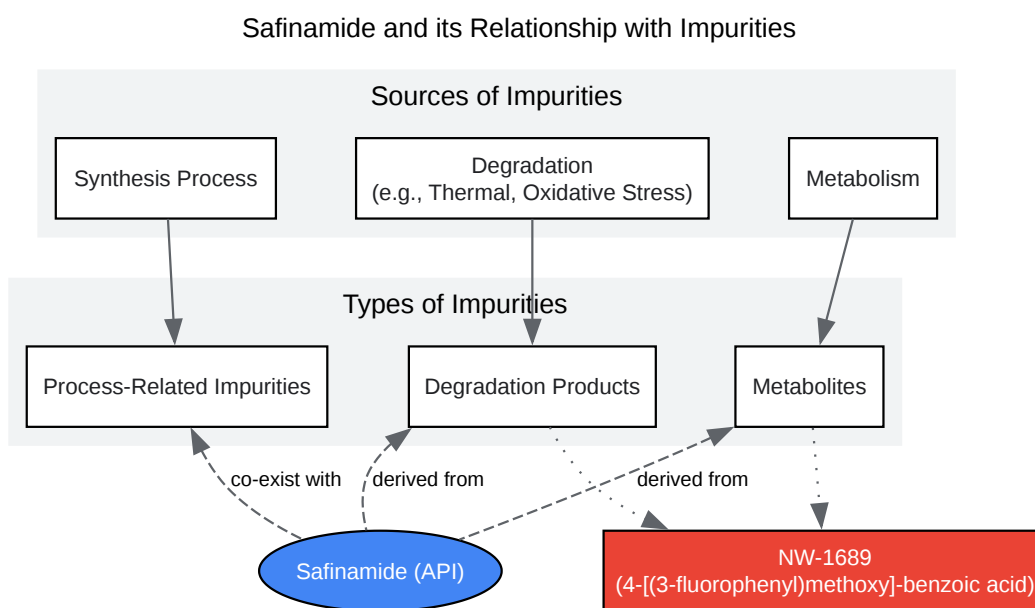 Safinamide and its Relationship with Impurities
Sources of Impurities
Synthesis Process
Degradation
(e.g., Thermal, Oxidative Stress)
Metabolism
Types of Impurities
Process-Related Impurities
Degradation Products
Metabolites
co-exist with
derived from
derived from
Safinamide (API)
NW-1689
(4-[(3-fluorophenyl)methoxy]-benzoic acid)